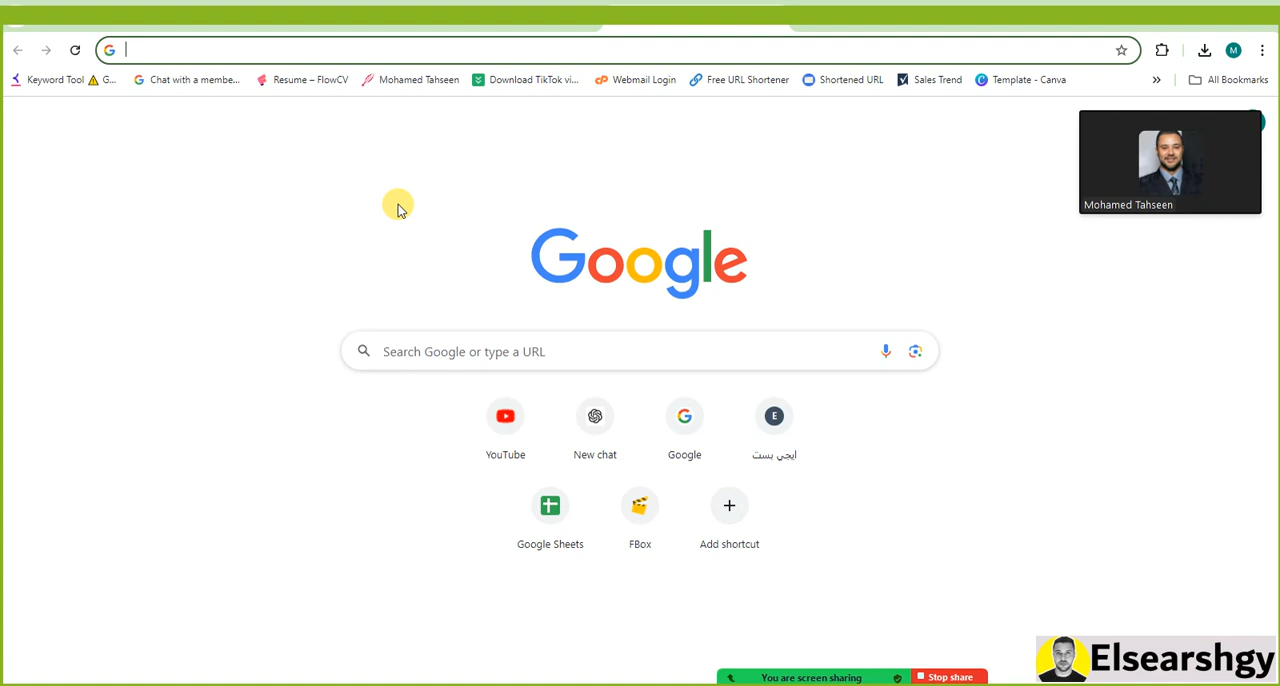 Keyword Tool ⚠ G...
Chat with a membe...
Resume – FlowCV
Mohamed Tahseen
Download TikTok vi...
Webmail Login
Free URL Shortener
Shortened URL
Sales Trend
Template - Canva
»
All Bookmarks
M
Mohamed Tahseen
Google
Search Google or type a URL
YouTube
New chat
Google
E
ايجي بست
Google Sheets
FBox
Add shortcut
Elsearshgy
You are screen sharing
Stop share